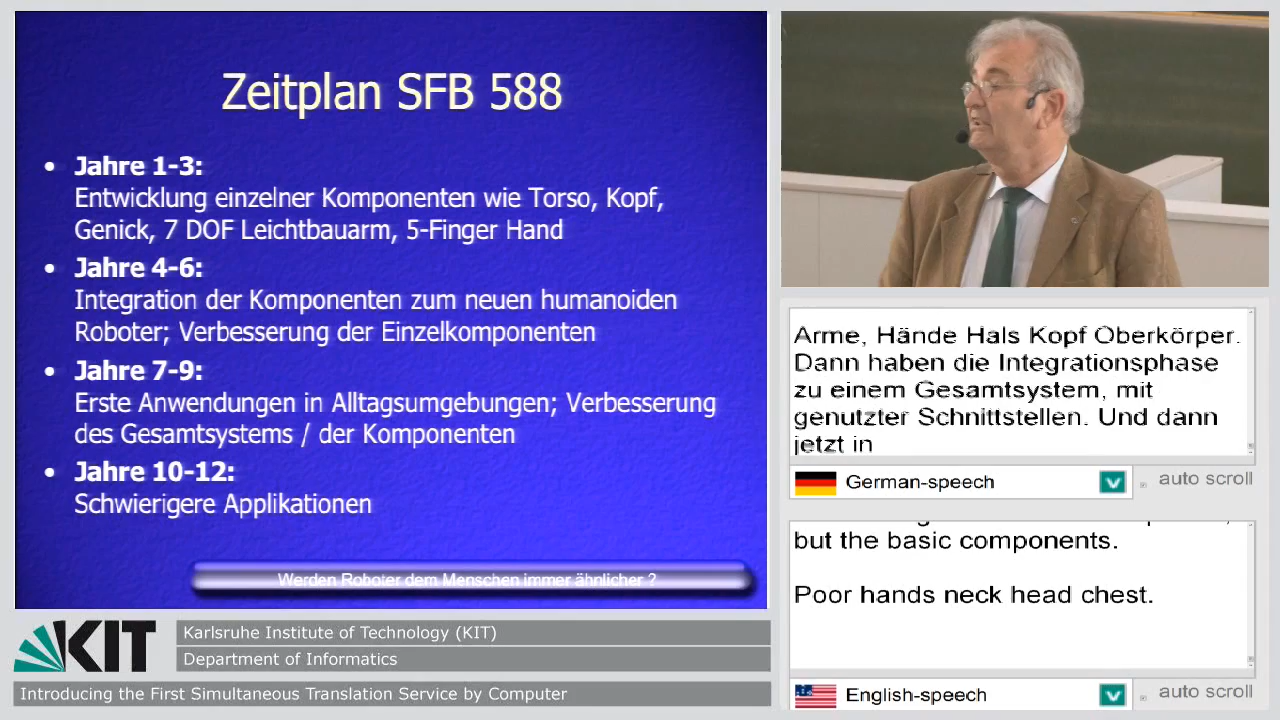 Zeitplan SFB 588
• Jahre 1-3:
Entwicklung einzelner Komponenten wie Torso, Kopf,
Genick, 7 DOF Leichtbauarm, 5-Finger Hand
• Jahre 4-6:
Integration der Komponenten zum neuen humanoiden
Roboter; Verbesserung der Einzelkomponenten
• Jahre 7-9:
Erste Anwendungen in Alltagsumgebungen; Verbesserung
des Gesamtsystems / der Komponenten
• Jahre 10-12:
Schwierigere Applikationen
Werden Roboter dem Menschen immer ähnlicher ?
Arme, Hände Hals Kopf Oberkörper.
Dann haben die Integrationsphase
zu einem Gesamtsystem, mit
genutzter Schnittstellen. Und dann
jetzt in
German-speech
auto scroll
but the basic components.
Poor hands neck head chest.
English-speech
auto scroll
KIT
Karlsruhe Institute of Technology (KIT)
Department of Informatics
Introducing the First Simultaneous Translation Service by Computer